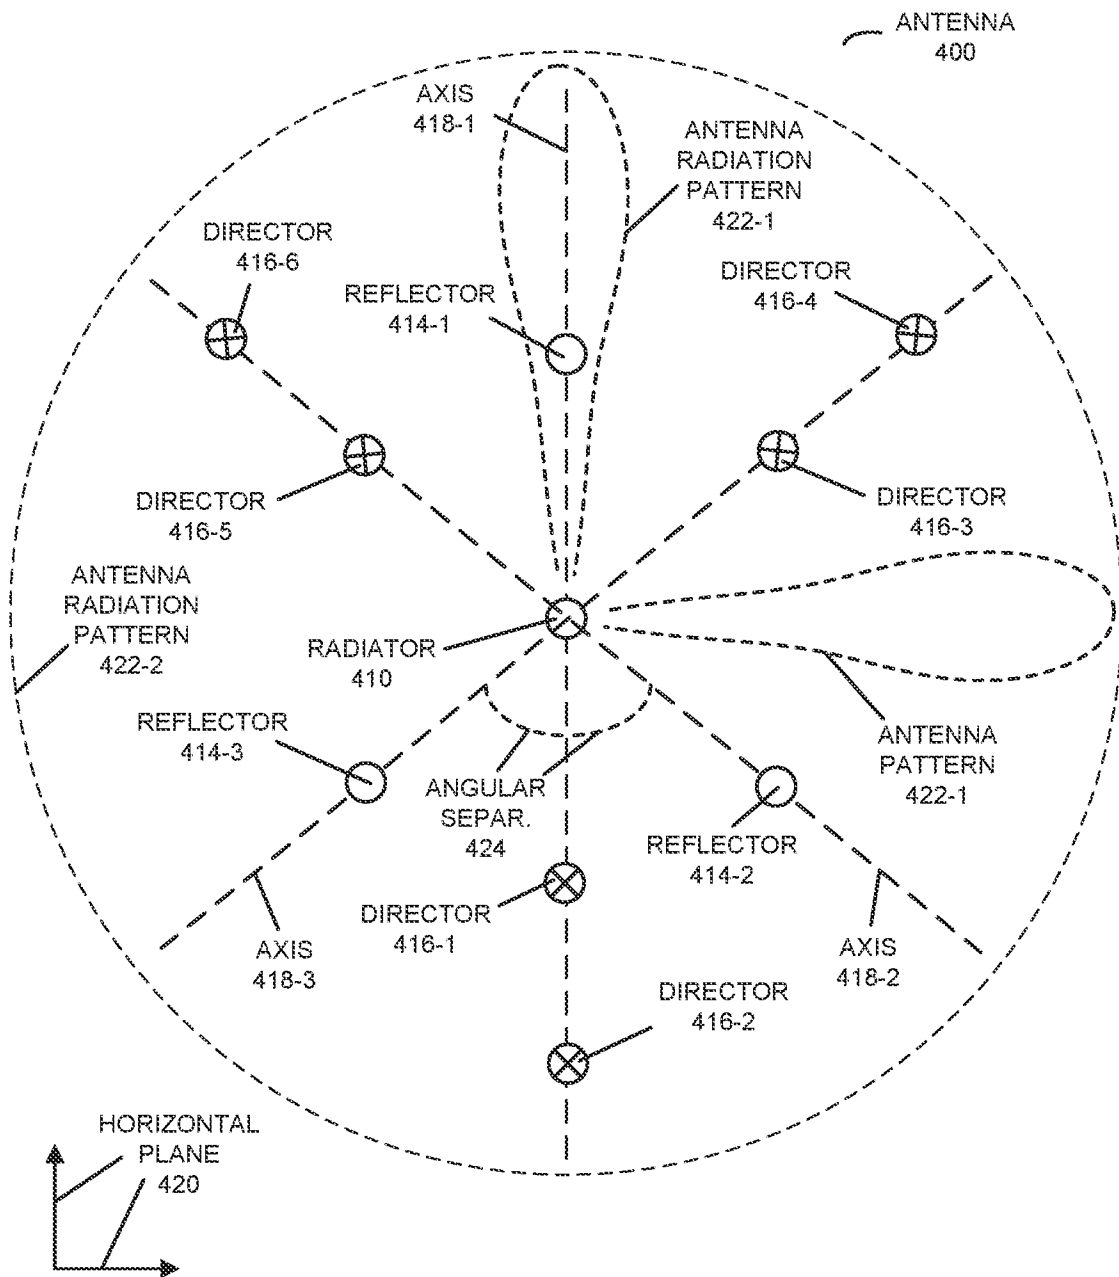 ANTENNA
400
AXIS
418-1
ANTENNA
RADIATION
PATTERN
422-1
DIRECTOR
416-6
REFLECTOR
414-1
DIRECTOR
416-4
DIRECTOR
416-5
DIRECTOR
416-3
ANTENNA
RADIATION
PATTERN
422-2
RADIATOR
410
REFLECTOR
414-3
ANTENNA
PATTERN
422-1
ANGULAR
SEPAR.
424
REFLECTOR
414-2
DIRECTOR
416-1
AXIS
418-3
AXIS
418-2
DIRECTOR
416-2
HORIZONTAL
PLANE
420